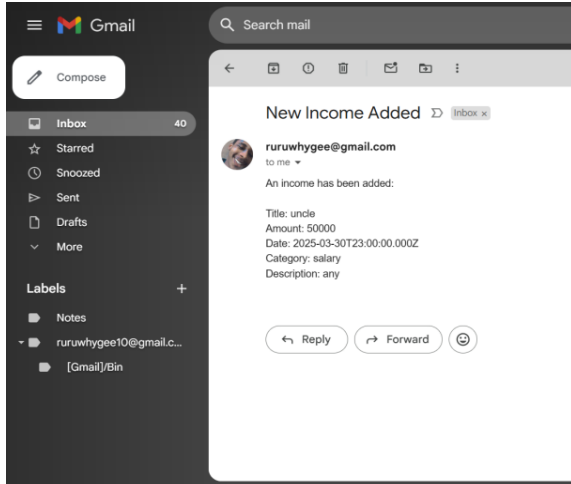 Gmail
Search mail
Compose
Inbox 40
Starred
Snoozed
Sent
Drafts
More
Labels +
Notes
ruruwhygee10@gmail.c...
[Gmail]/Bin
New Income Added Inbox x
ruruwhygee@gmail.com
to me
An income has been added:
Title: uncle
Amount: 50000
Date: 2025-03-30T23:00:00.000Z
Category: salary
Description: any
Reply Forward